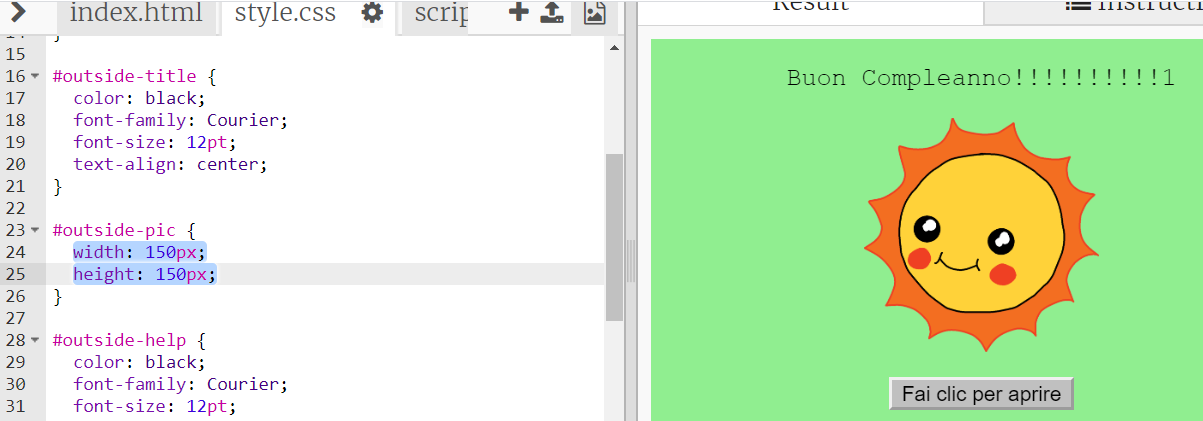 index.html style.css scrip
15
16 #outside-title {
17 color: black;
18 font-family: Courier;
19 font-size: 12pt;
20 text-align: center;
21 }
22
23 #outside-pic {
24 width: 150px;
25 height: 150px;
26 }
27
28 #outside-help {
29 color: black;
30 font-family: Courier;
31 font-size: 12pt;
Result
Instructi
Buon Compleanno!!!!!!!!!!1
Fai clic per aprire